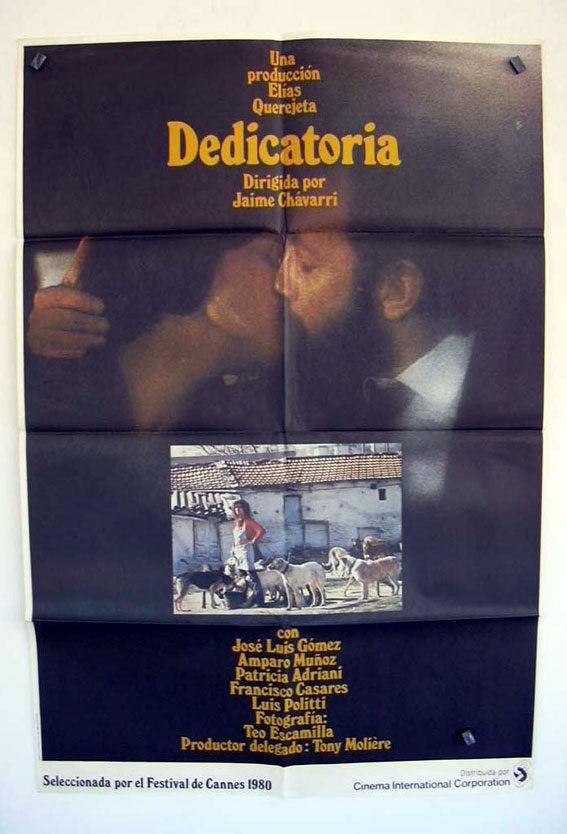 Una
producción
Elías
Querejeta
Dedicatoria
Dirigida por
Jaime Chávarri
con
José Luis Gómez
Amparo Muñoz
Patricia Adriani
Francisco Casares
Luis Politti
Fotografía:
Teo Escamilla
Productor delegado: Tony Molière
Seleccionada por el Festival de Cannes 1980
Distribuida por
Cinema International Corporation